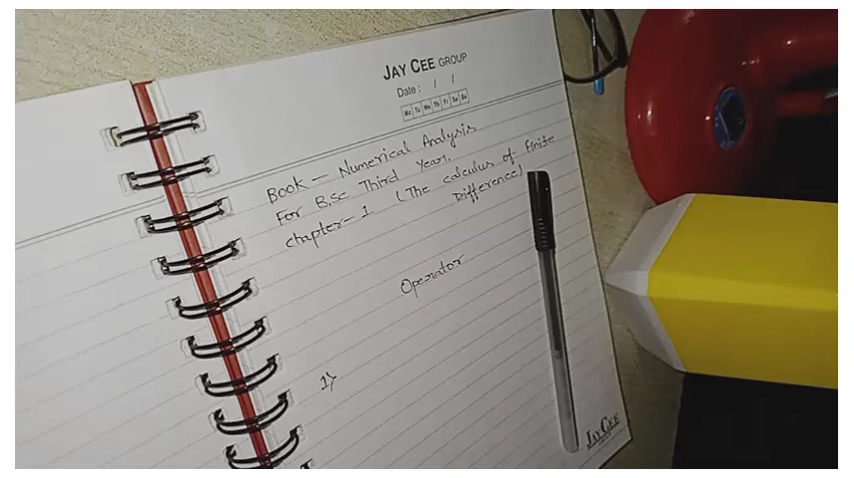 JAY CEE GROUP
Date: / /
Mo Tu We Th Fr Sa Su
Book - Numerical Analysis
For B.Sc Third Year.
chapter-1 (The calculus of Finite
Difference)
Operator
1)
JAY CEE